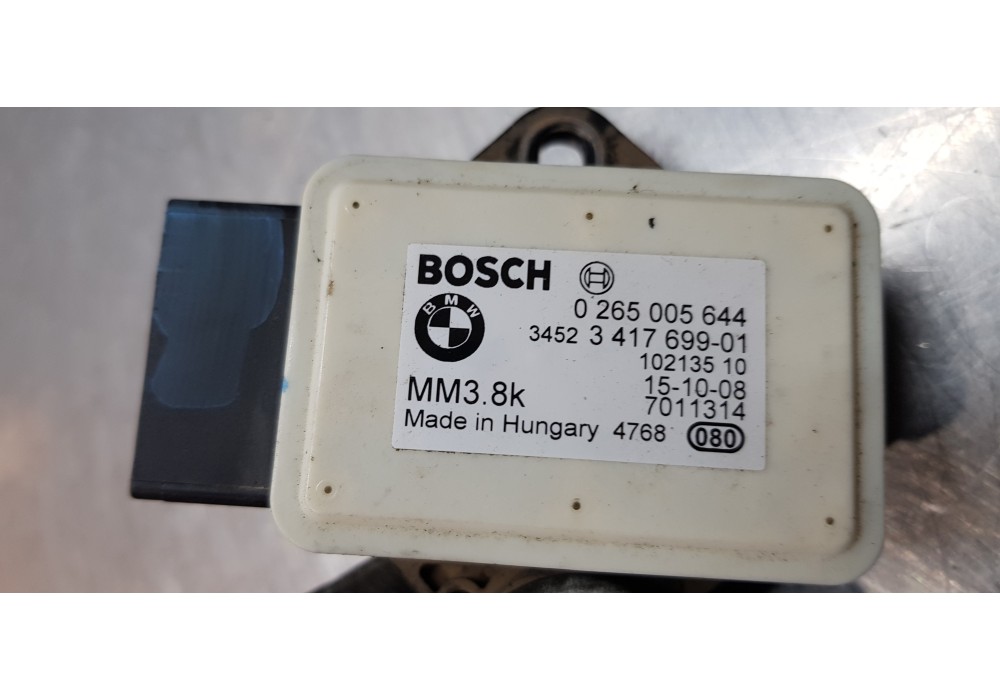 BOSCH
BMW
0 265 005 644
3452 3 417 699-01
102135 10
15-10-08
MM3.8k
7011314
Made in Hungary 4768 080